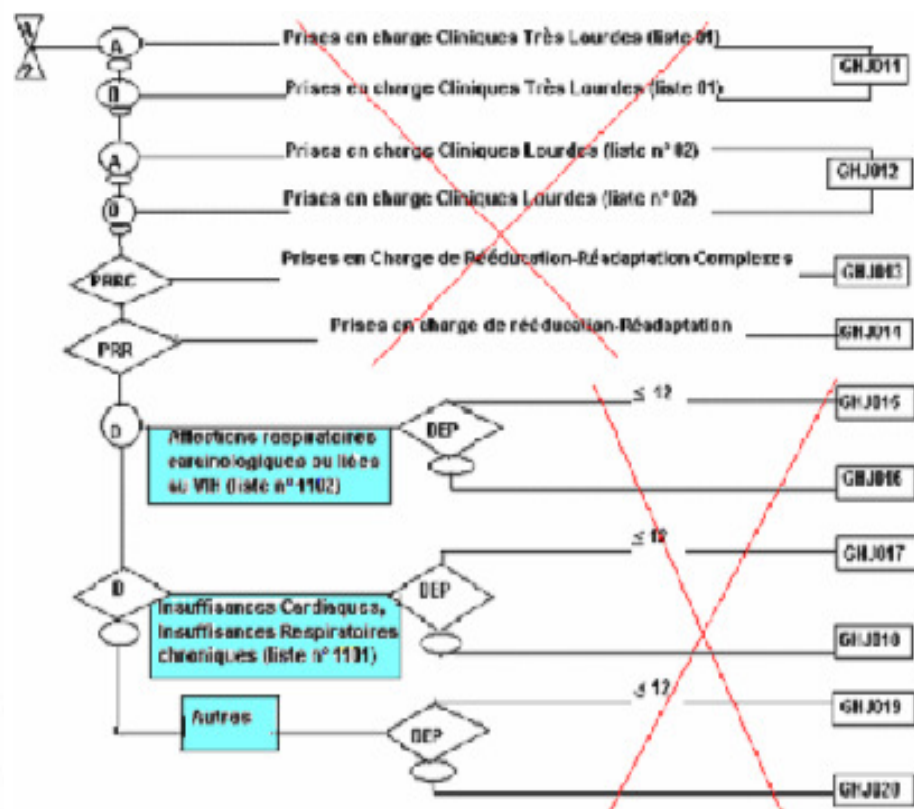 A
Prises en charge Cliniques Très Lourdes (liste 01)
GHJ011
D
Prises en charge Cliniques Très Lourdes (liste 01)
A
Prises en charge Cliniques Lourdes (liste n° 02)
GHJ012
D
Prises en charge Cliniques Lourdes (liste n° 02)
PRRC
Prises en Charge de Rééducation-Réadaptation Complexes
GHJ013
PRR
Prises en charge de rééducation-Réadaptation
GHJ014
D
Affections respiratoires
carcinologiques ou liées
au VIH (liste n° 1102)
DEP
≤ 12
GHJ015
GHJ016
D
Insuffisances Cardiaques,
Insuffisances Respiratoires
chroniques (liste n° 1101)
DEP
≤ 12
GHJ017
GHJ018
Autres
DEP
≤ 12
GHJ019
GHJ020